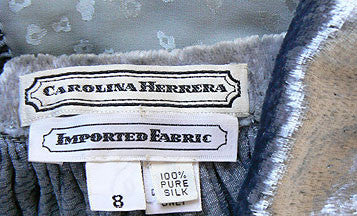 CAROLINA HERRERA
IMPORTED FABRIC
8
100%
PURE
SILK